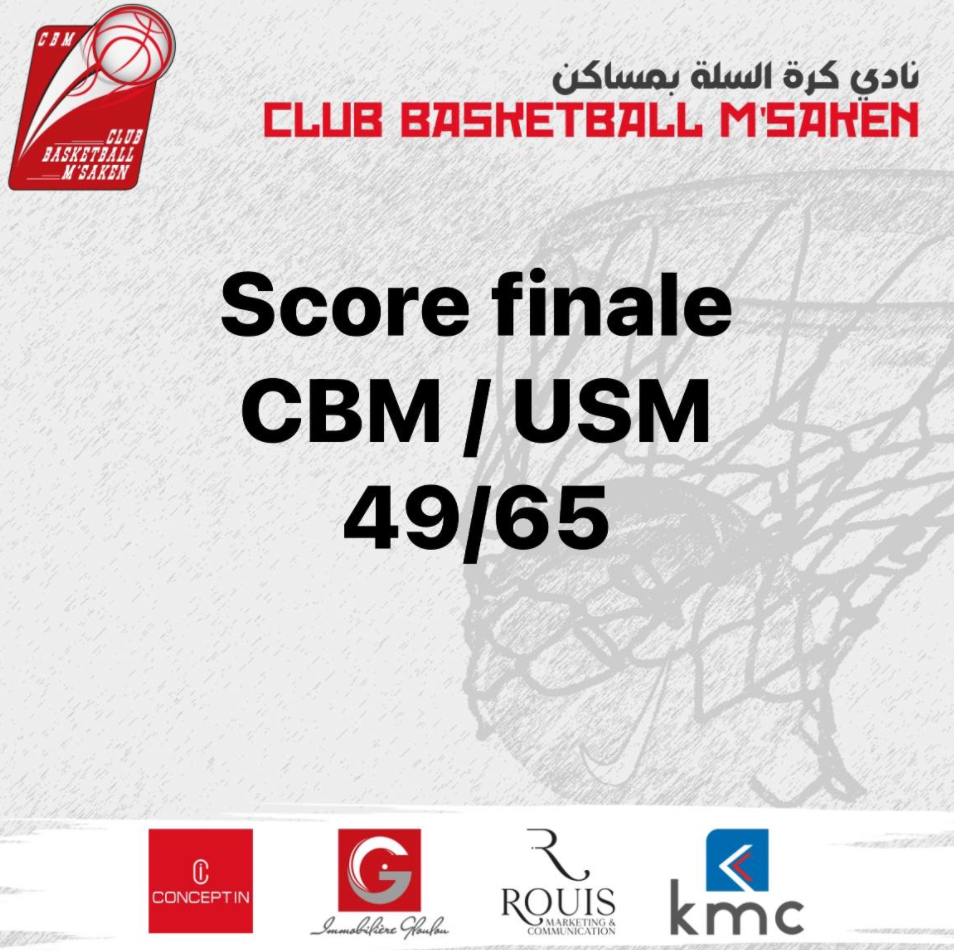 CBM
CLUB
BASKETBALL
M'SAKEN
نادي كرة السلة بمساكن
CLUB BASKETBALL M'SAKEN
Score finale
CBM / USM
49/65
CONCEPTIN
Immobilière Gloulou
ROUIS
MARKETING &
COMMUNICATION
kmc